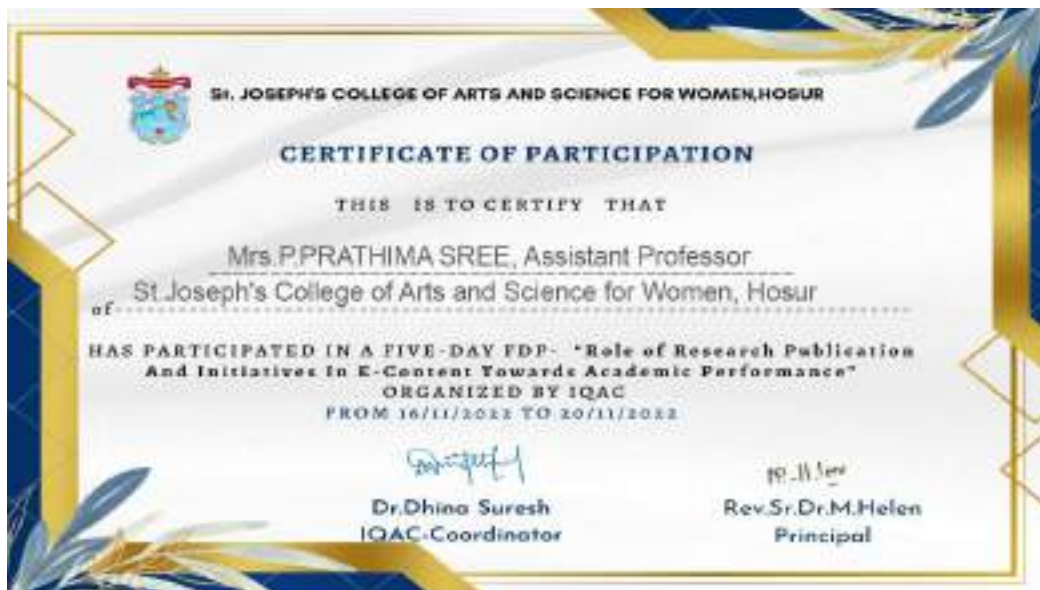 St. JOSEPH'S COLLEGE OF ARTS AND SCIENCE FOR WOMEN,HOSUR
CERTIFICATE OF PARTICIPATION
THIS IS TO CERTIFY THAT
Mrs.P.PRATHIMA SREE, Assistant Professor
of St.Joseph's College of Arts and Science for Women, Hosur
HAS PARTICIPATED IN A FIVE-DAY FDP- "Role of Research Publication
And Initiatives In E-Content Towards Academic Performance"
ORGANIZED BY IQAC
FROM 16/11/2022 TO 20/11/2022
Dr.Dhina Suresh Rev.Sr.Dr.M.Helen
IQAC-Coordinator Principal